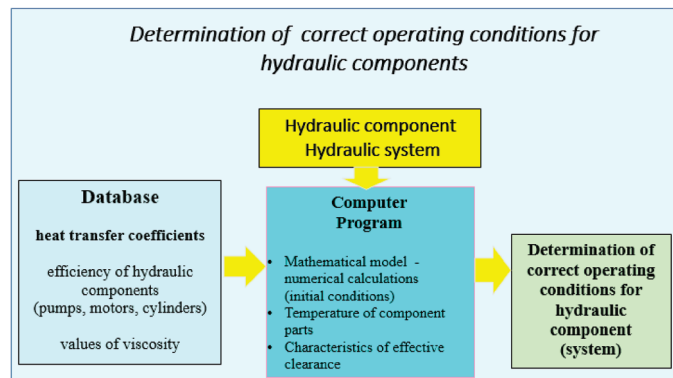 Determination of correct operating conditions for
hydraulic components
Hydraulic component
Hydraulic system
Database
heat transfer coefficients
efficiency of hydraulic
components
(pumps, motors, cylinders)
values of viscosity
Computer
Program
• Mathematical model -
numerical calculations
(initial conditions)
• Temperature of component
parts
• Characteristics of effective
clearance
Determination of
correct operating
conditions for
hydraulic
component
(system)